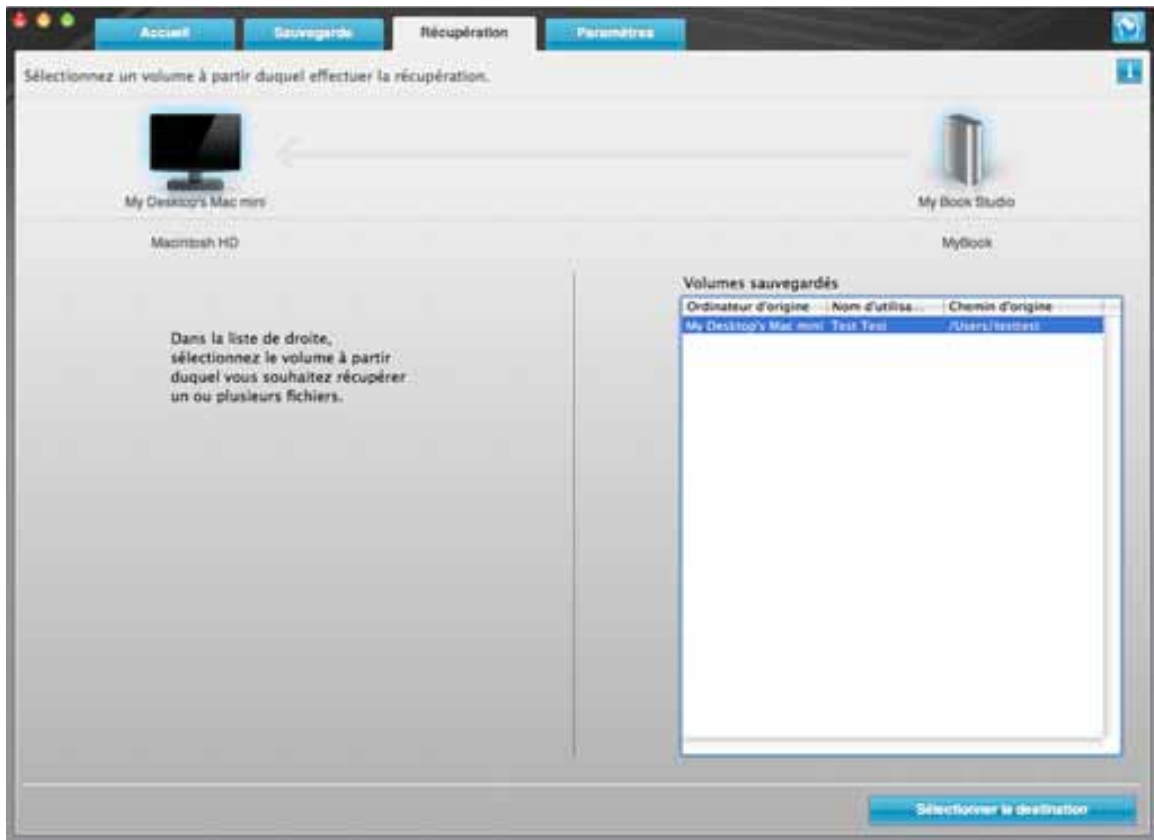 Accueil
Sauvegarde
Récupération
Paramètres
Sélectionnez un volume à partir duquel effectuer la récupération.
i
My Desktop's Mac mini
My Book Studio
Macintosh HD
MyBook
Volumes sauvegardés
Ordinateur d'origine Nom d'utilisa... Chemin d'origine
My Desktop's Mac mini Test Test /Users/testtest
Dans la liste de droite,
sélectionnez le volume à partir
duquel vous souhaitez récupérer
un ou plusieurs fichiers.
Sélectionner la destination